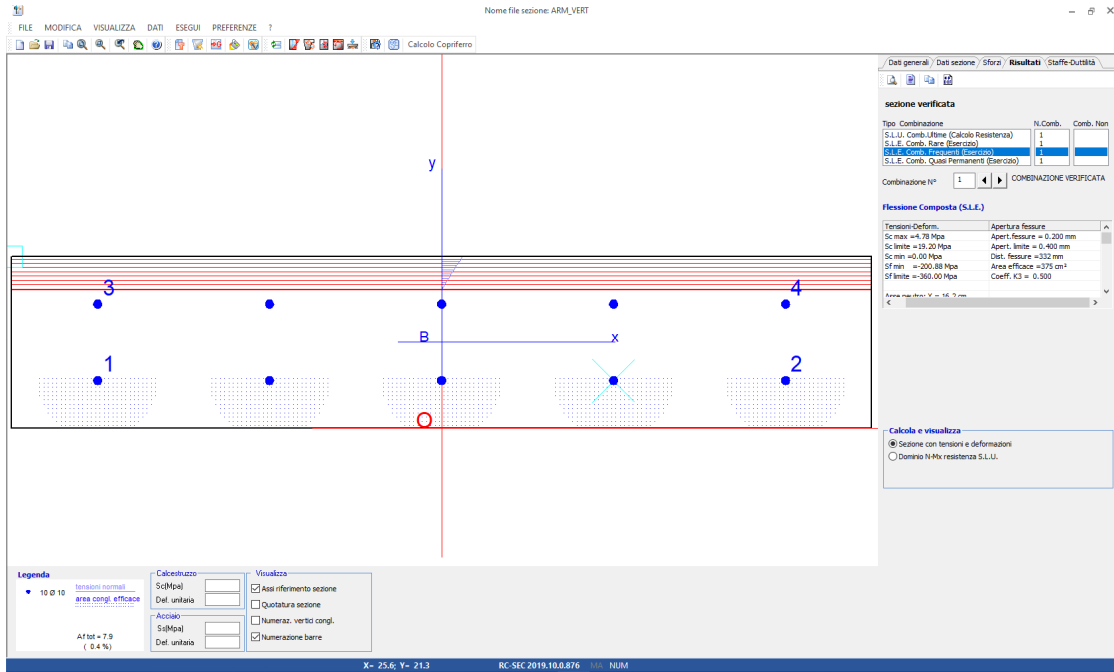 Nome file sezione: ARM_VERT
FILE MODIFICA VISUALIZZA DATI ESEGUI PREFERENZE ?
Calcolo Copriferro
Dati generali Dati sezione Sforzi Risultati Staffe-Duttilità
sezione verificata
Tipo Combinazione N.Comb. Comb. Non
S.L.U. Comb.Ultime (Calcolo Resistenza) 1
S.L.E. Comb. Rare (Esercizio) 1
S.L.E. Comb. Frequenti (Esercizio) 1
S.L.E. Comb. Quasi Permanenti (Esercizio) 1
Combinazione N° 1 COMBINAZIONE VERIFICATA
Flessione Composta (S.L.E.)
Tensioni-Deform. Apertura fessure
Sc max =4.78 Mpa Apert.fessure = 0.200 mm
Sc limite =19.20 Mpa Apert. limite = 0.400 mm
Sc min =0.00 Mpa Dist. fessure =332 mm
Sf min =-200.88 Mpa Area efficace =375 cm²
Sf limite =-360.00 Mpa Coeff. K3 = 0.500
Asse neutro: Y = 16.2 cm
y
3
4
B
x
1
2
O
Calcola e visualizza
Sezione con tensioni e deformazioni
Dominio N-Mx resistenza S.L.U.
Legenda
10 Ø 10
tensioni normali
area congl. efficace
Af tot = 7.9
( 0.4 %)
Calcestruzzo
Sc(Mpa)
Def. unitaria
Acciaio
Ss(Mpa)
Def. unitaria
Visualizza
Assi riferimento sezione
Quotatura sezione
Numeraz. vertici congl.
Numerazione barre
X= 25.6; Y= 21.3 RC-SEC 2019.10.0.876 MA NUM